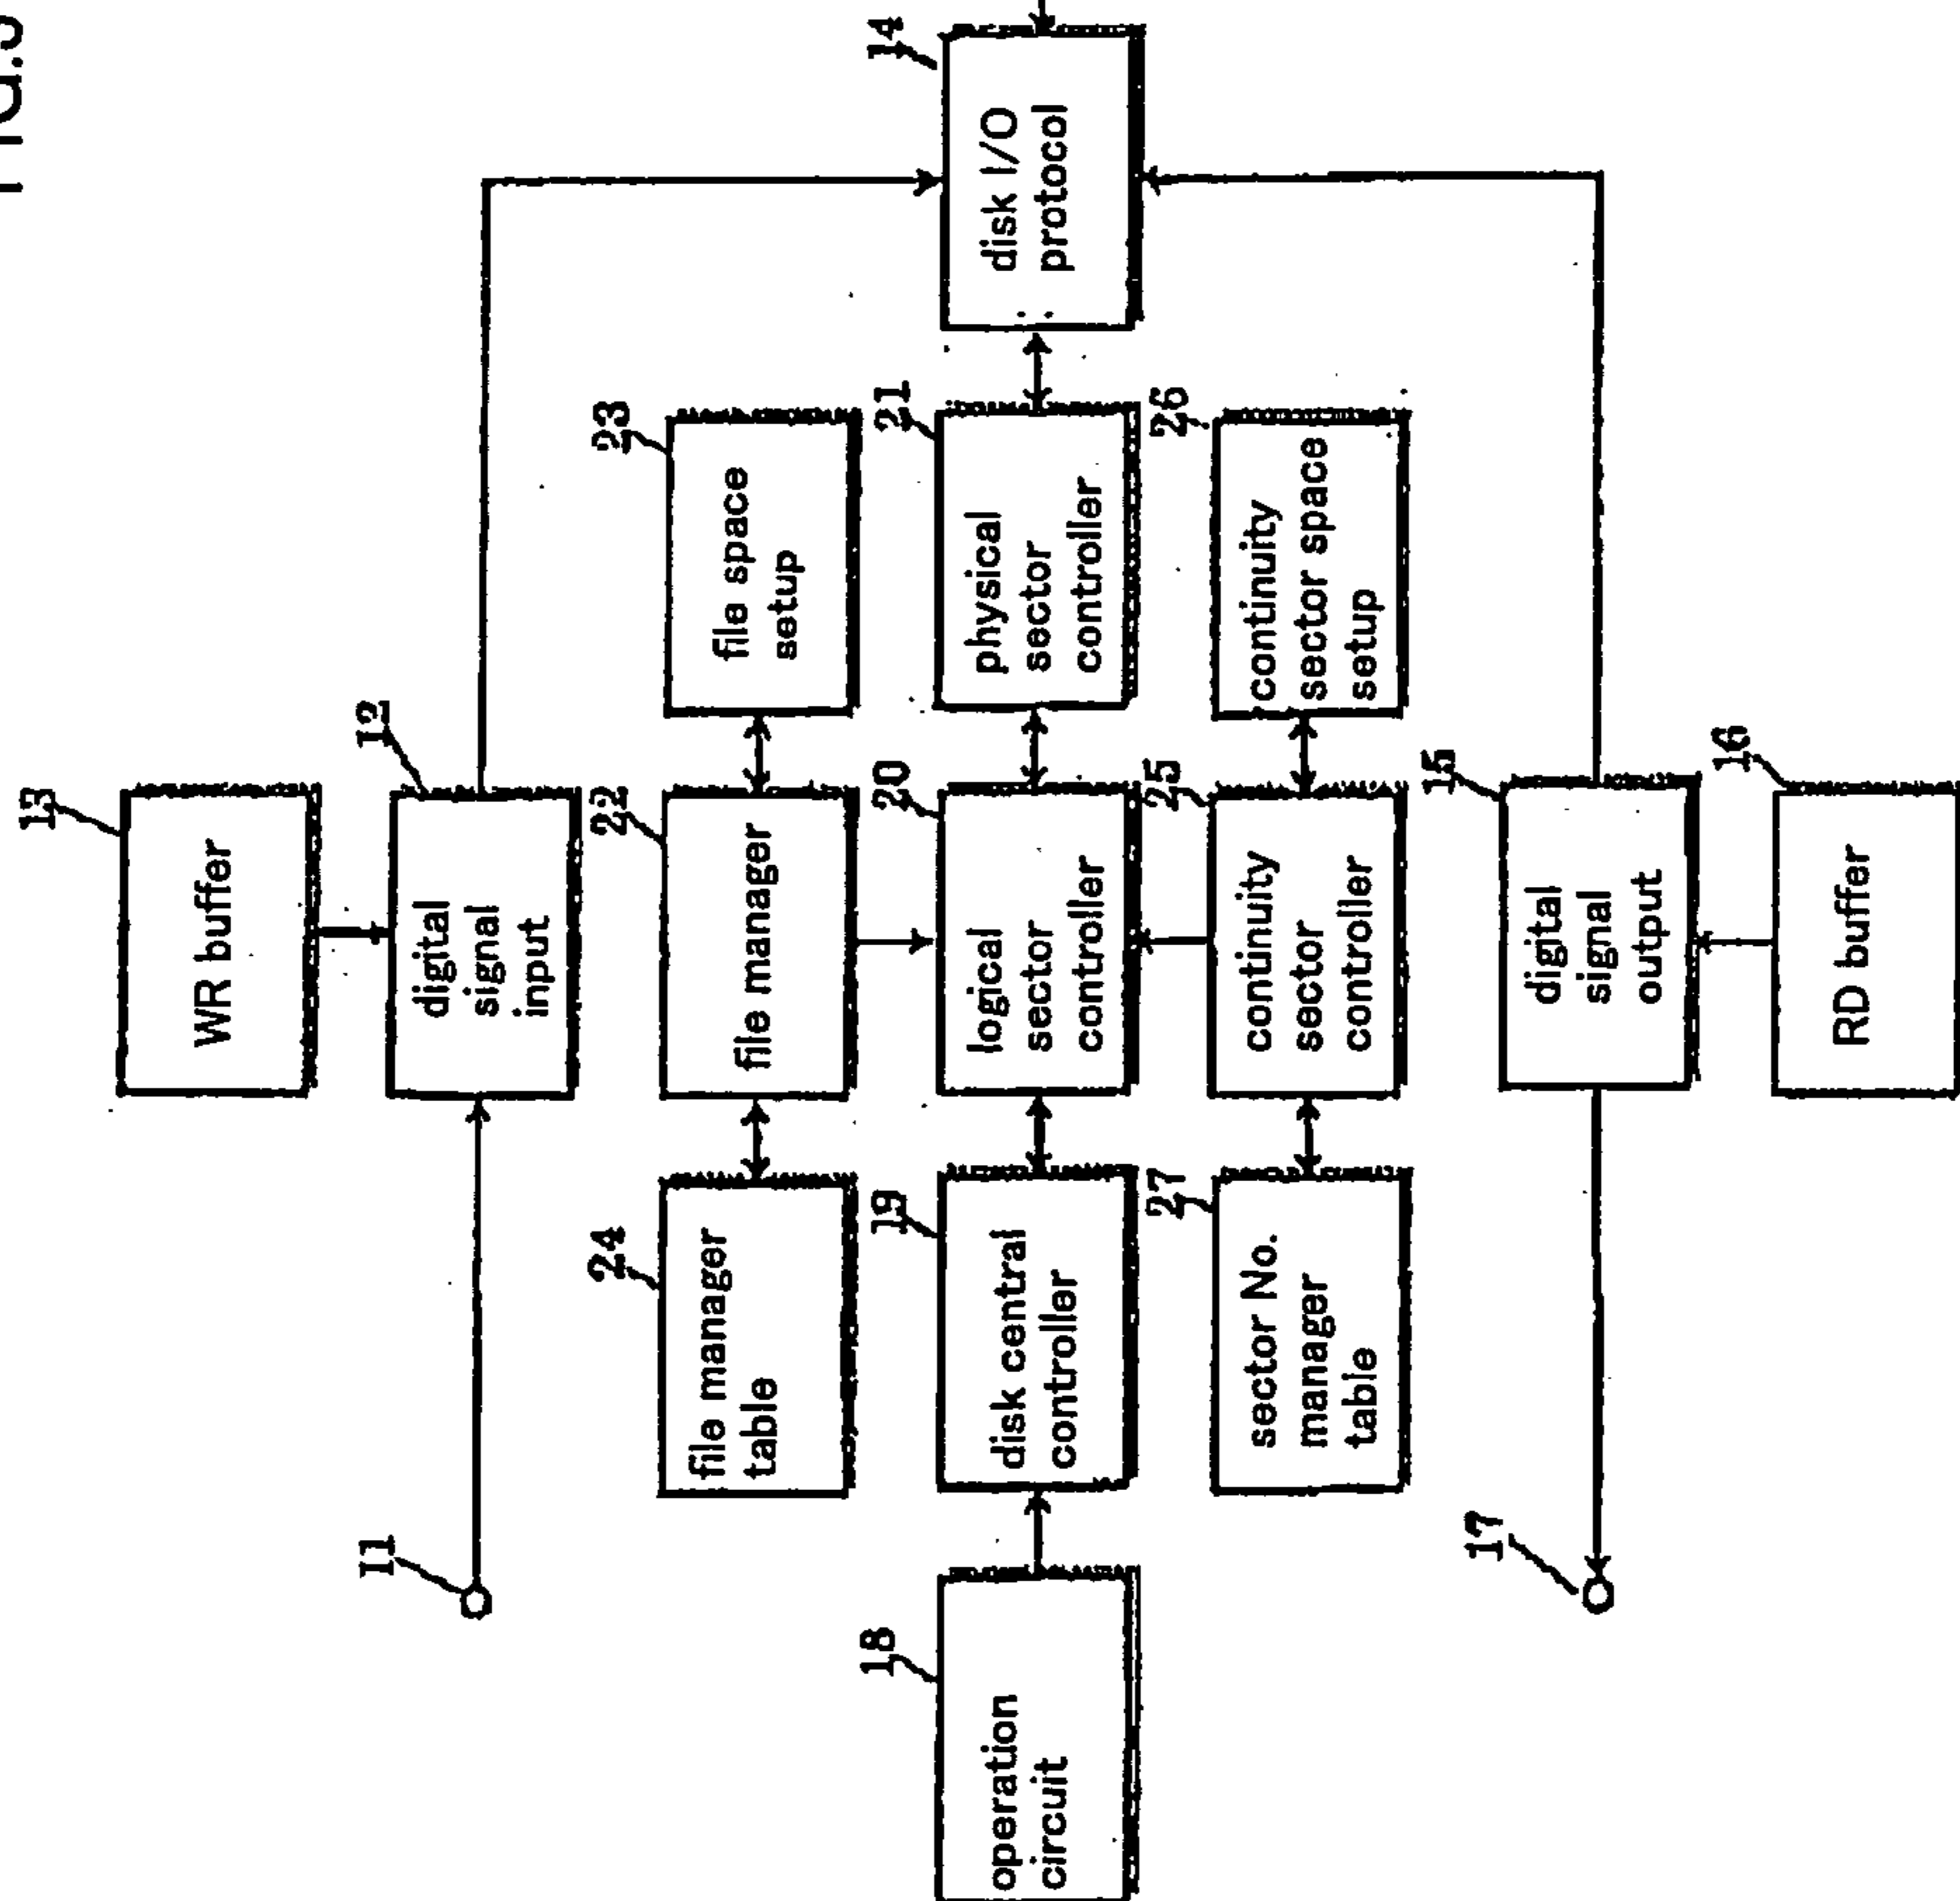 13
WR buffer
11
12
digital
signal
input
24
file manager
table
22
file manager
23
file space
setup
18
operation
circuit
19
disk central
controller
20
logical
sector
controller
21
physical
sector
controller
14
disk I/O
protocol
27
sector No.
manager
table
25
continuity
sector
controller
26
continuity
sector space
setup
17
15
digital
signal
output
16
RD buffer